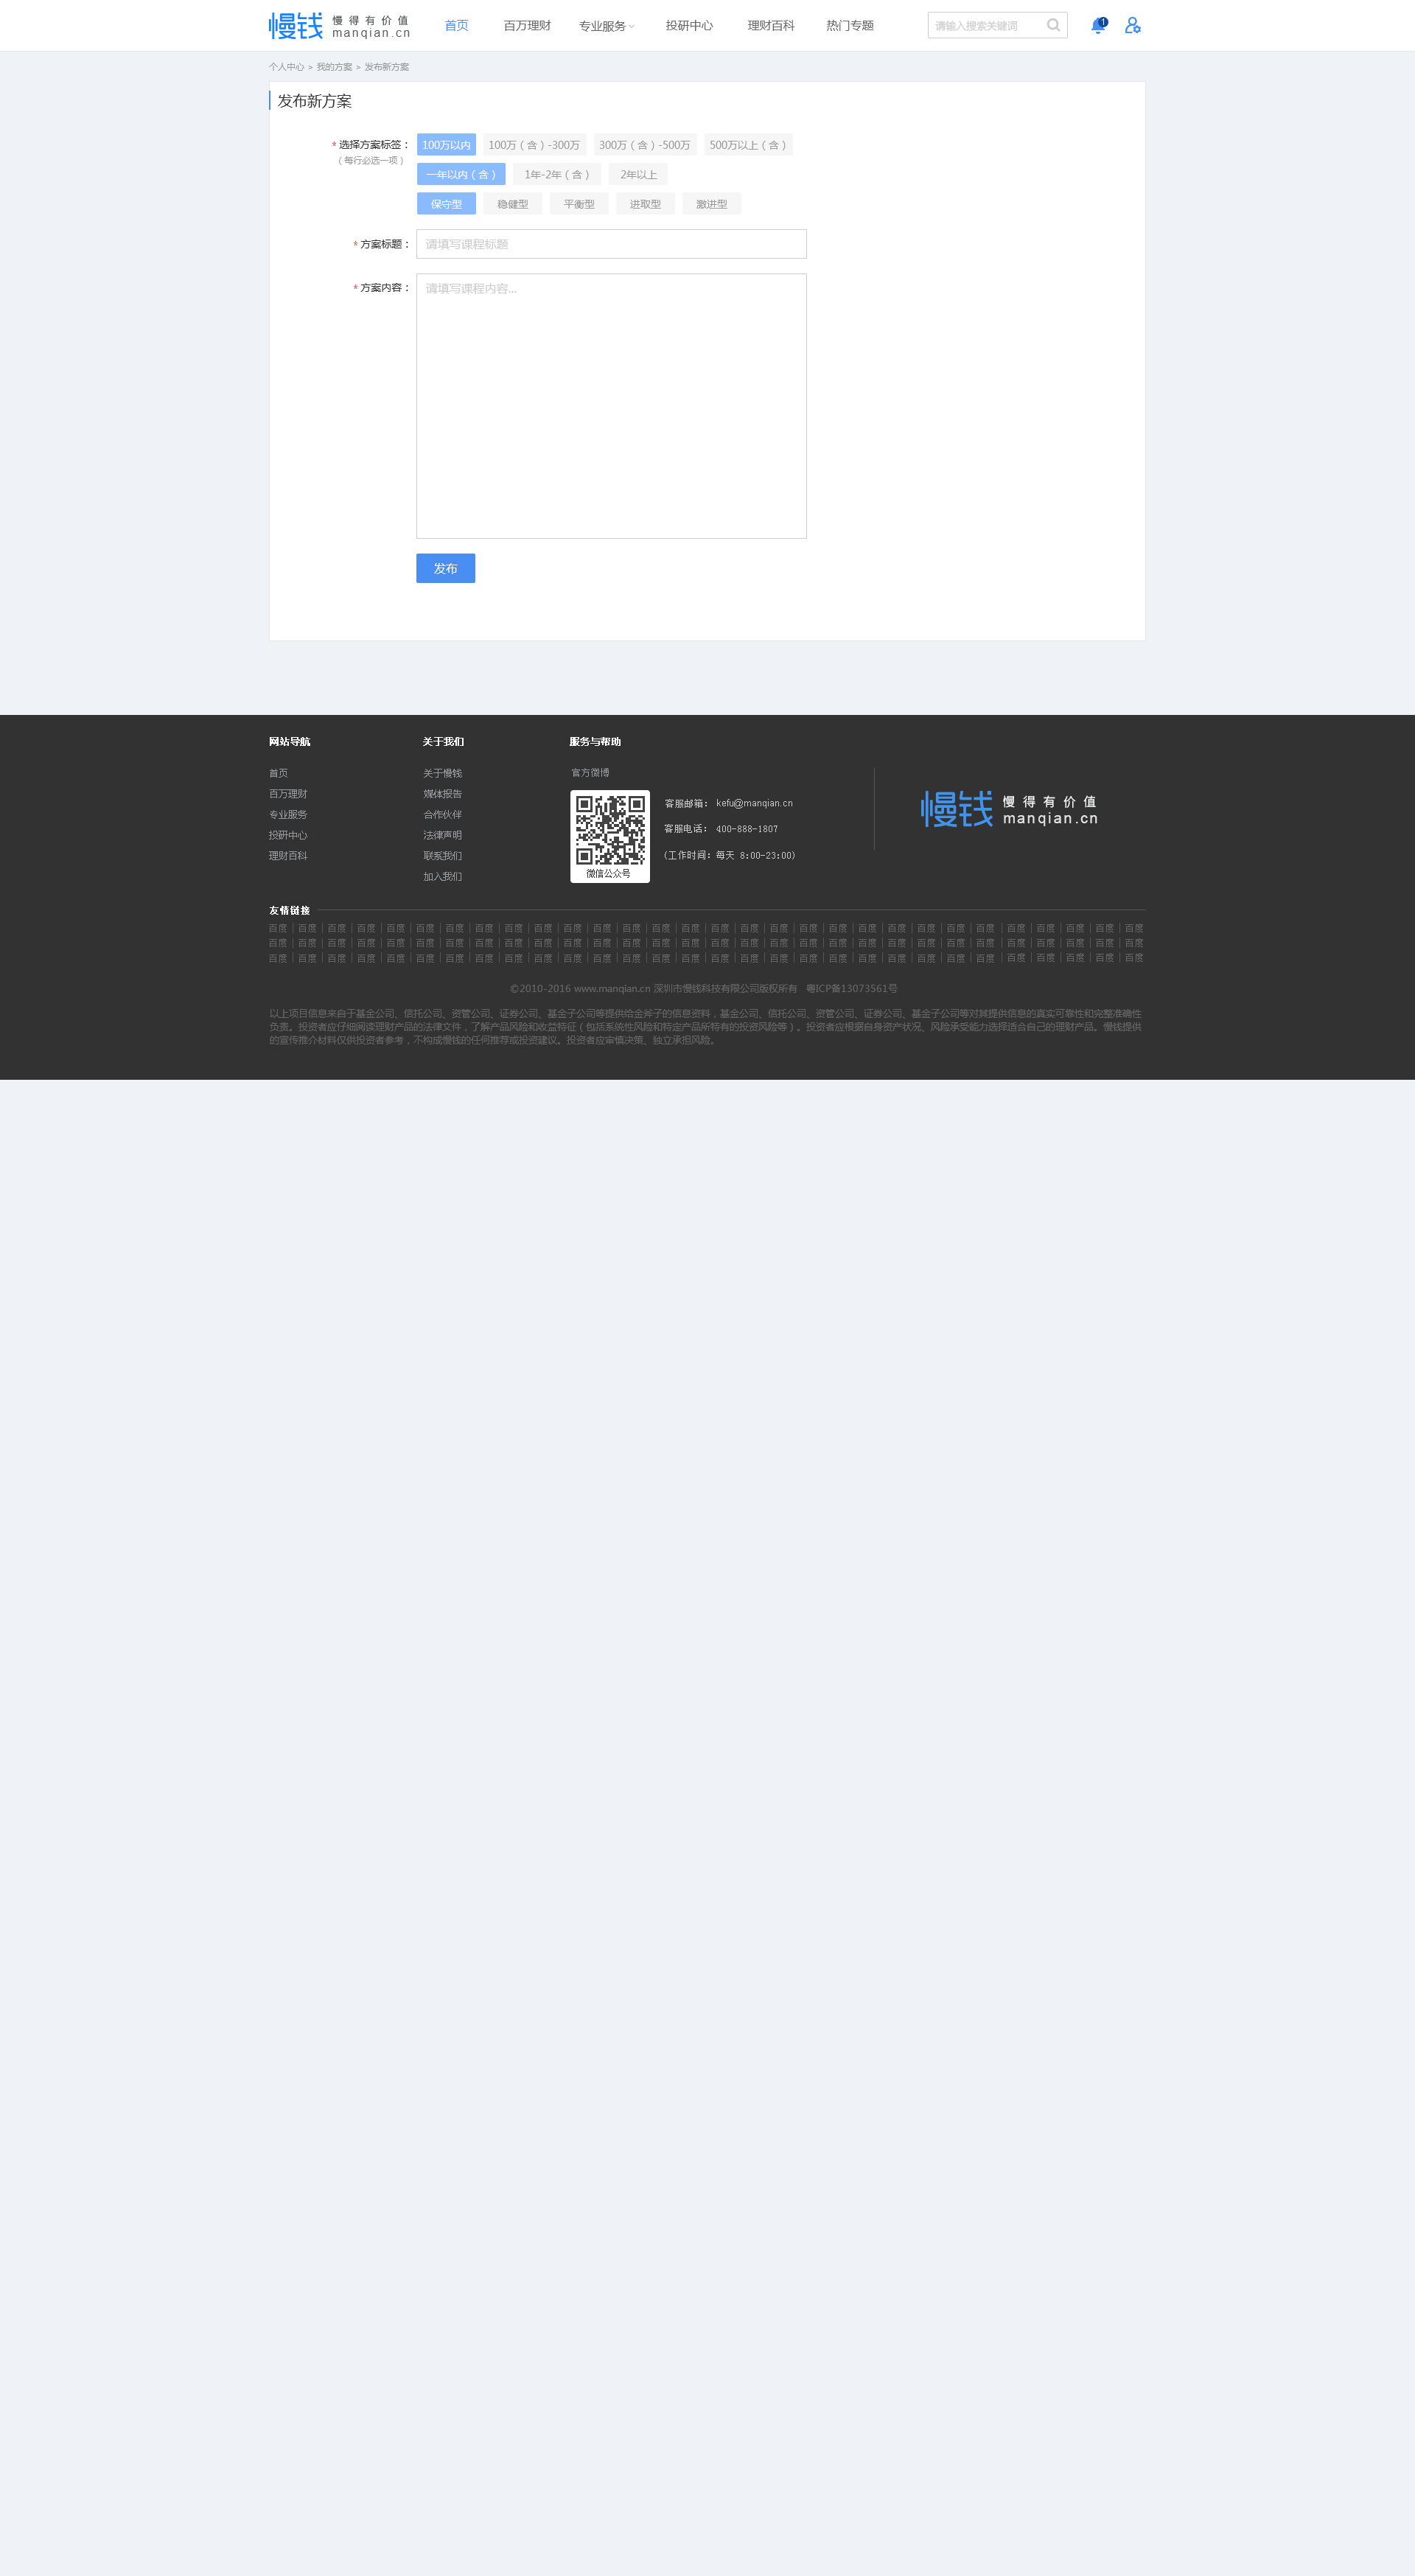 慢钱 慢得有价值 manqian.cn 首页 百万理财 专业服务 投研中心 理财百科 热门专题 请输入搜索关键词 1
个人中心 > 我的方案 > 发布新方案
发布新方案
* 选择方案标签： 100万以内 100万（含）-300万 300万（含）-500万 500万以上（含）
（每行必选一项）
一年以内（含） 1年-2年（含） 2年以上
保守型 稳健型 平衡型 进取型 激进型
* 方案标题： 请填写课程标题
* 方案内容： 请填写课程内容...
发布
网站导航 关于我们 服务与帮助
首页 关于慢钱 官方微博
百万理财 媒体报告
专业服务 合作伙伴
投研中心 法律声明
理财百科 联系我们
加入我们
客服邮箱： kefu@manqian.cn
客服电话： 400-888-1807
(工作时间：每天 8:00-23:00)
微信公众号
慢钱 慢得有价值 manqian.cn
友情链接
百度 | 百度 | 百度 | 百度 | 百度 | 百度 | 百度 | 百度 | 百度 | 百度 | 百度 | 百度 | 百度 | 百度 | 百度 | 百度 | 百度 | 百度 | 百度 | 百度 | 百度 | 百度 | 百度 | 百度 | 百度 | 百度 | 百度 | 百度 | 百度 | 百度
百度 | 百度 | 百度 | 百度 | 百度 | 百度 | 百度 | 百度 | 百度 | 百度 | 百度 | 百度 | 百度 | 百度 | 百度 | 百度 | 百度 | 百度 | 百度 | 百度 | 百度 | 百度 | 百度 | 百度 | 百度 | 百度 | 百度 | 百度 | 百度 | 百度
百度 | 百度 | 百度 | 百度 | 百度 | 百度 | 百度 | 百度 | 百度 | 百度 | 百度 | 百度 | 百度 | 百度 | 百度 | 百度 | 百度 | 百度 | 百度 | 百度 | 百度 | 百度 | 百度 | 百度 | 百度 | 百度 | 百度 | 百度 | 百度 | 百度
©2010-2016 www.manqian.cn 深圳市慢钱科技有限公司版权所有 粤ICP备13073561号
以上项目信息来自于基金公司、信托公司、资管公司、证券公司、基金子公司等提供给金斧子的信息资料，基金公司、信托公司、资管公司、证券公司、基金子公司等对其提供信息的真实可靠性和完整准确性
负责。投资者应仔细阅读理财产品的法律文件，了解产品风险和收益特征（包括系统性风险和特定产品所特有的投资风险等）。投资者应根据自身资产状况、风险承受能力选择适合自己的理财产品。慢钱提供
的宣传推介材料仅供投资者参考，不构成慢钱的任何推荐或投资建议。投资者应审慎决策、独立承担风险。